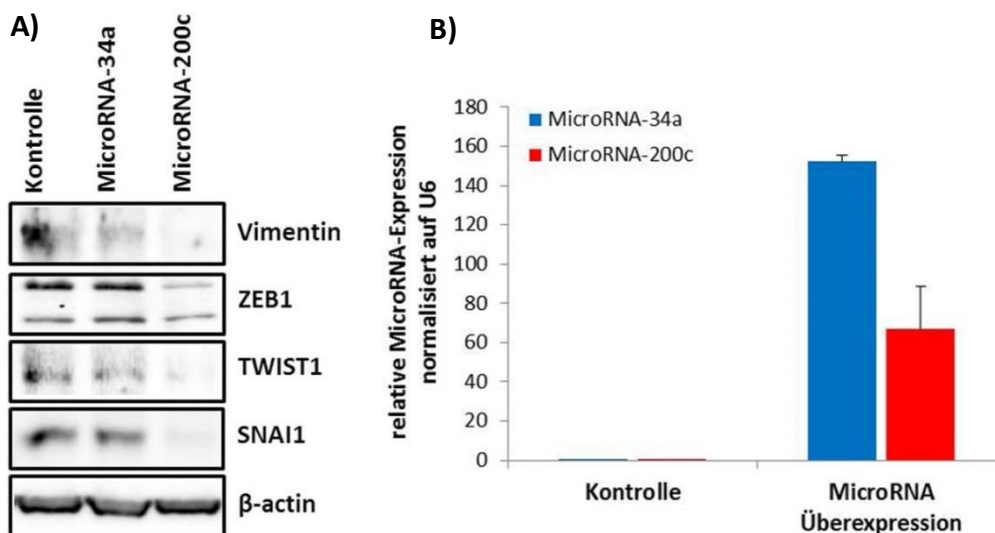 A)
Kontrolle
MicroRNA-34a
MicroRNA-200c
Vimentin
ZEB1
TWIST1
SNAI1
β-actin
B)
relative MicroRNA-Expression
normalisiert auf U6
180
160
140
120
100
80
60
40
20
0
MicroRNA-34a
MicroRNA-200c
Kontrolle
MicroRNA
Überexpression